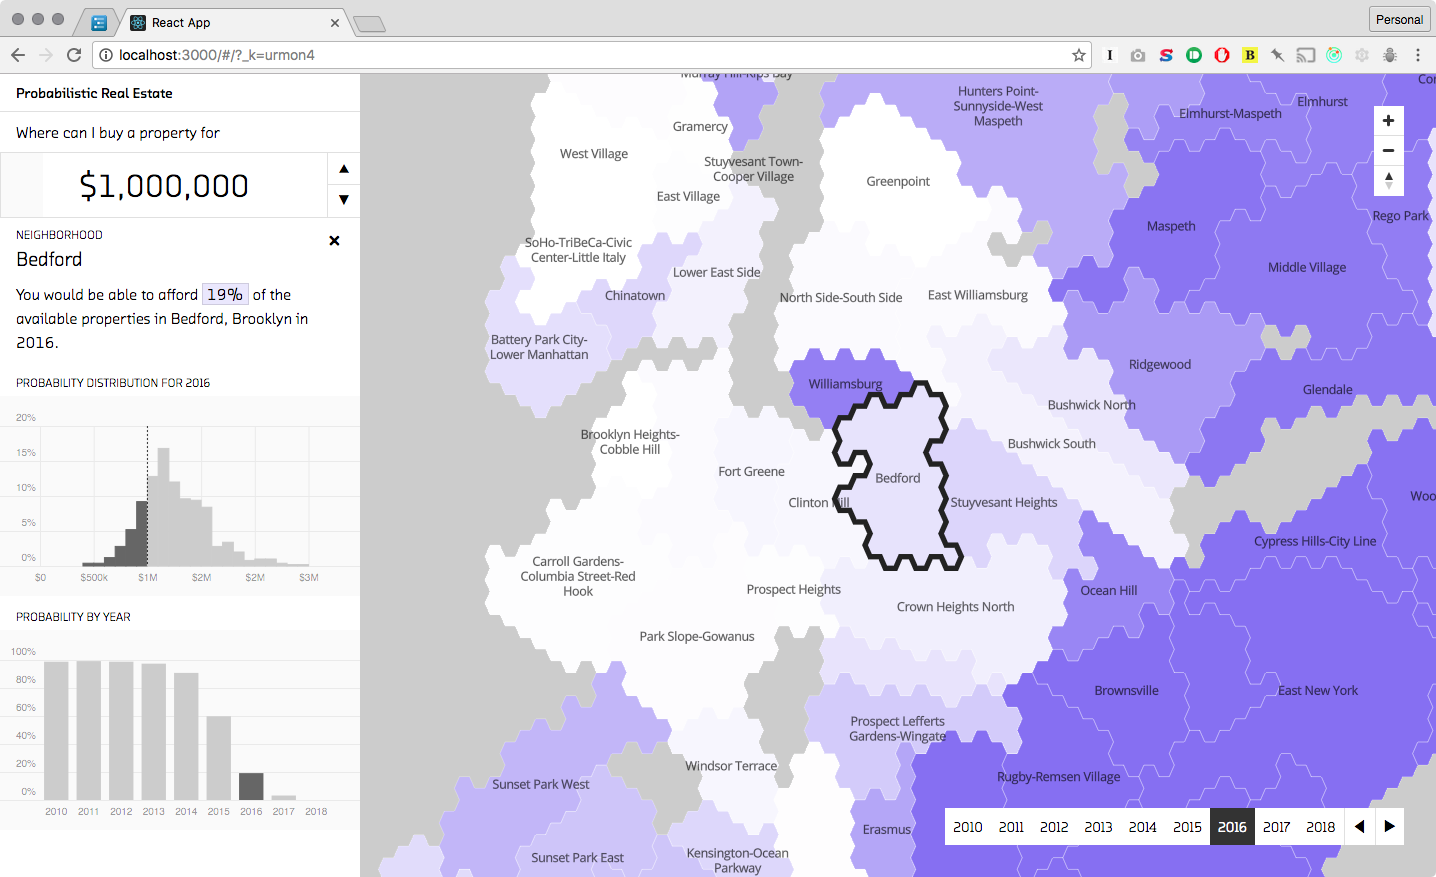 React App
Personal
localhost:3000/#/?_k=urmon4
Probabilistic Real Estate
Where can I buy a property for
$1,000,000
NEIGHBORHOOD
Bedford
You would be able to afford 19% of the
available properties in Bedford, Brooklyn in
2016.
PROBABILITY DISTRIBUTION FOR 2016
20%
15%
10%
5%
0%
$0 $500k $1M $2M $2M $3M
PROBABILITY BY YEAR
100%
80%
60%
40%
20%
0%
2010 2011 2012 2013 2014 2015 2016 2017 2018
Murray Hill-Kips Bay
Gramercy
West Village
Stuyvesant Town-
Cooper Village
East Village
SoHo-TriBeCa-Civic
Center-Little Italy
Lower East Side
Chinatown
Battery Park City-
Lower Manhattan
Hunters Point-
Sunnyside-West
Maspeth
Elmhurst
Elmhurst-Maspeth
Greenpoint
Rego Park
Maspeth
Middle Village
North Side-South Side
East Williamsburg
Ridgewood
Williamsburg
Glendale
Bushwick North
Brooklyn Heights-
Cobble Hill
Bushwick South
Fort Greene
Bedford
Clinton Hill
Stuyvesant Heights
Cypress Hills-City Line
Carroll Gardens-
Columbia Street-Red
Hook
Prospect Heights
Ocean Hill
Crown Heights North
Park Slope-Gowanus
Brownsville
East New York
Prospect Lefferts
Gardens-Wingate
Windsor Terrace
Rugby-Remsen Village
Sunset Park West
Erasmus
Sunset Park East
Kensington-Ocean
Parkway
2010 2011 2012 2013 2014 2015 2016 2017 2018